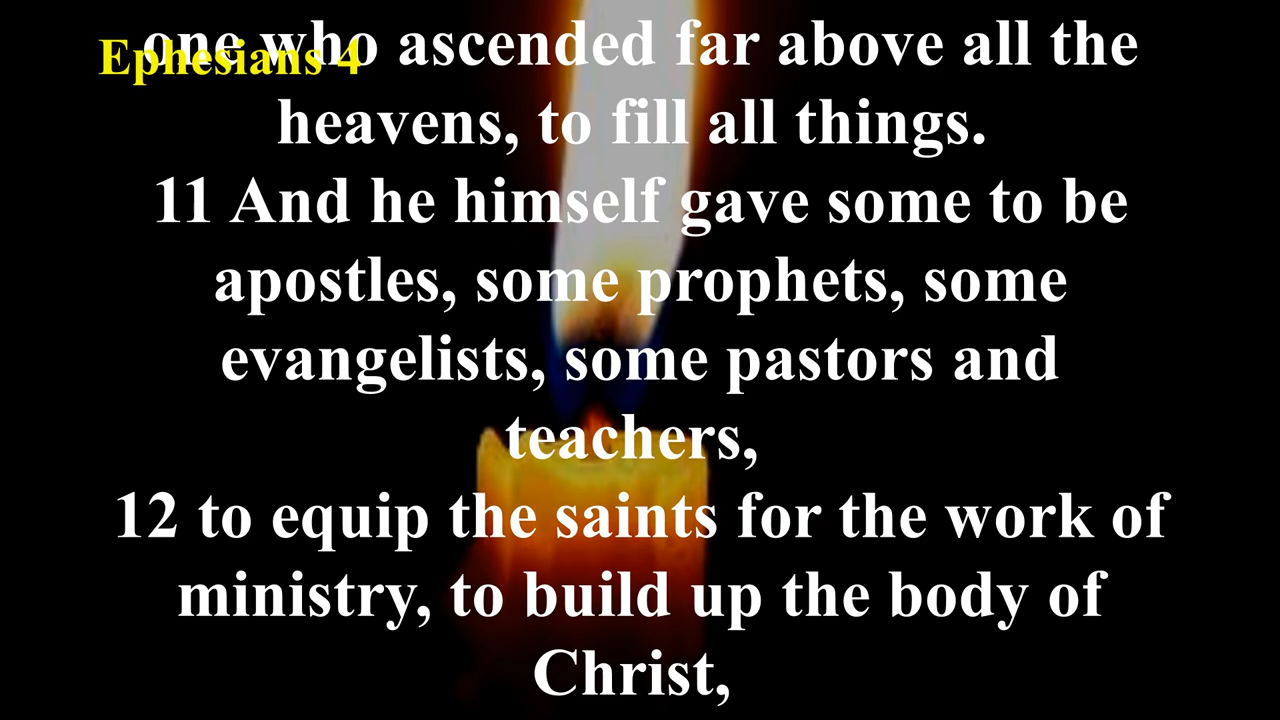 Ephesians 4
one who ascended far above all the
heavens, to fill all things.
11 And he himself gave some to be
apostles, some prophets, some
evangelists, some pastors and
teachers,
12 to equip the saints for the work of
ministry, to build up the body of
Christ,